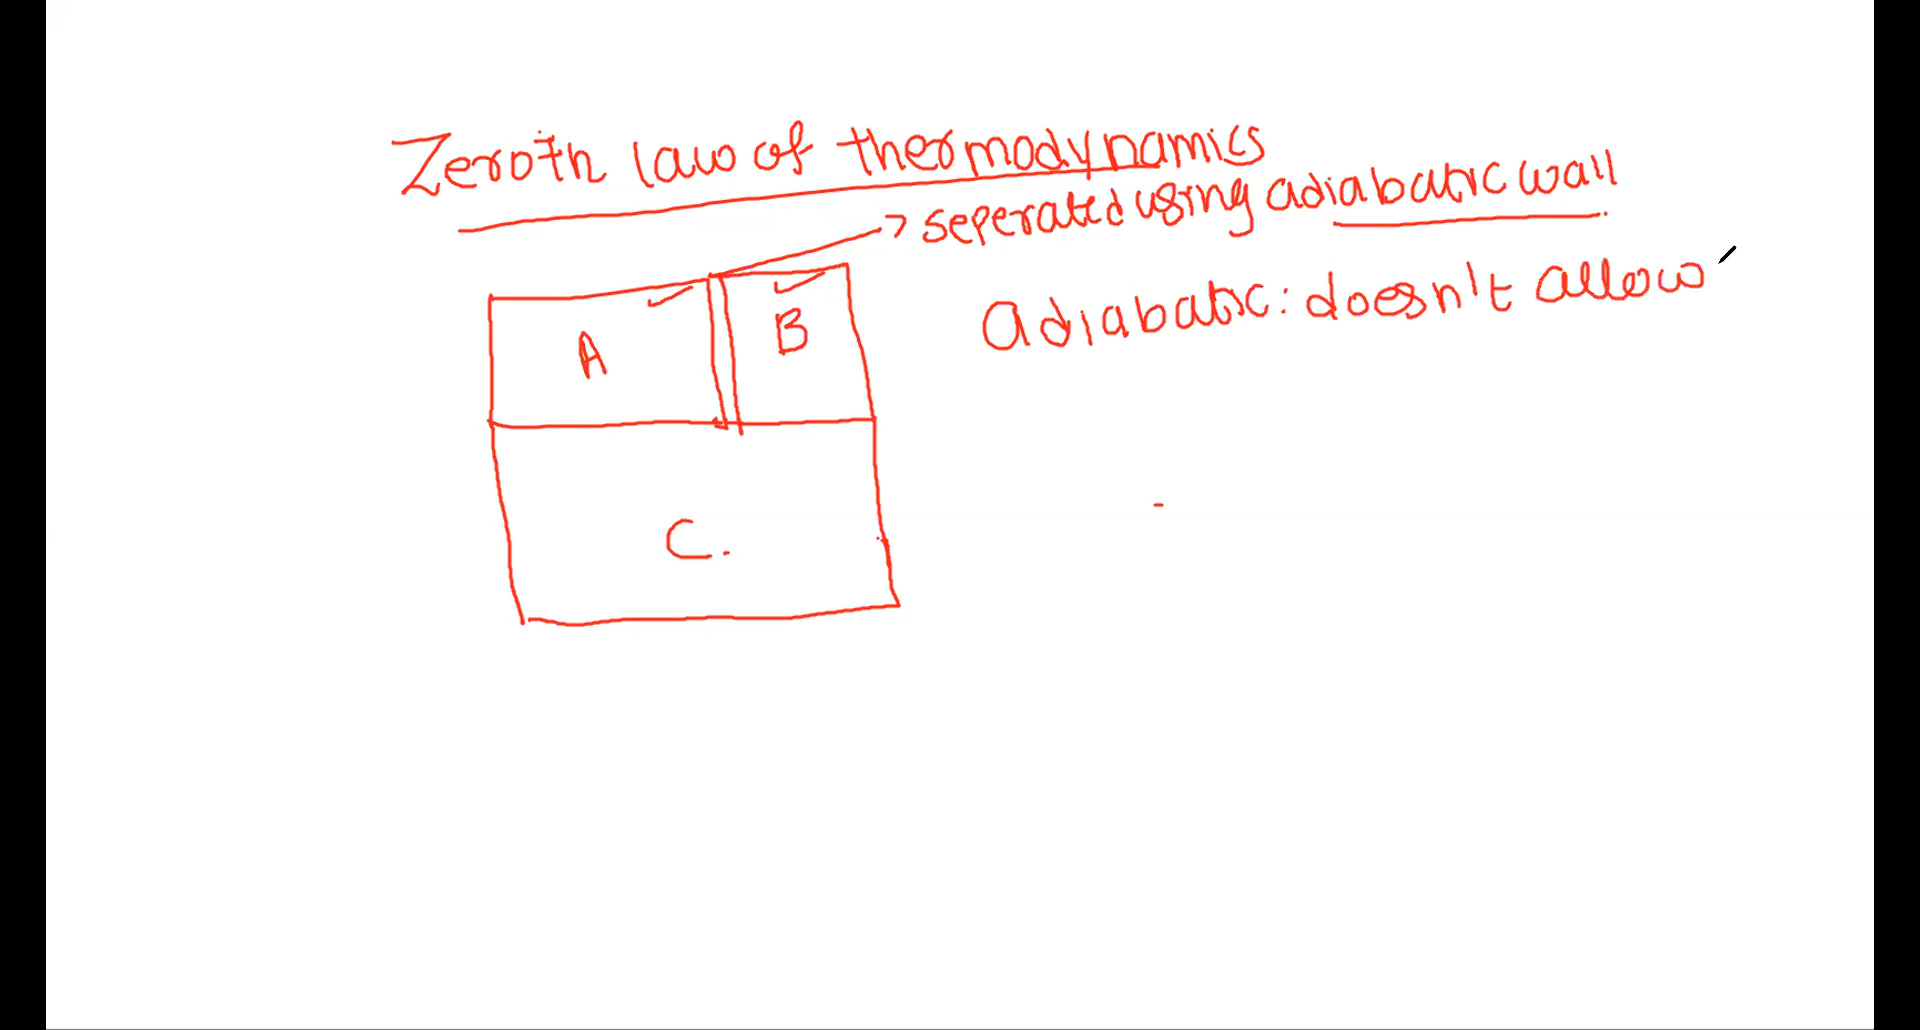 Zeroth law of thermodynamics
seperated using adiabatic wall
Adiabatic: doesn't allow
A
B
C.